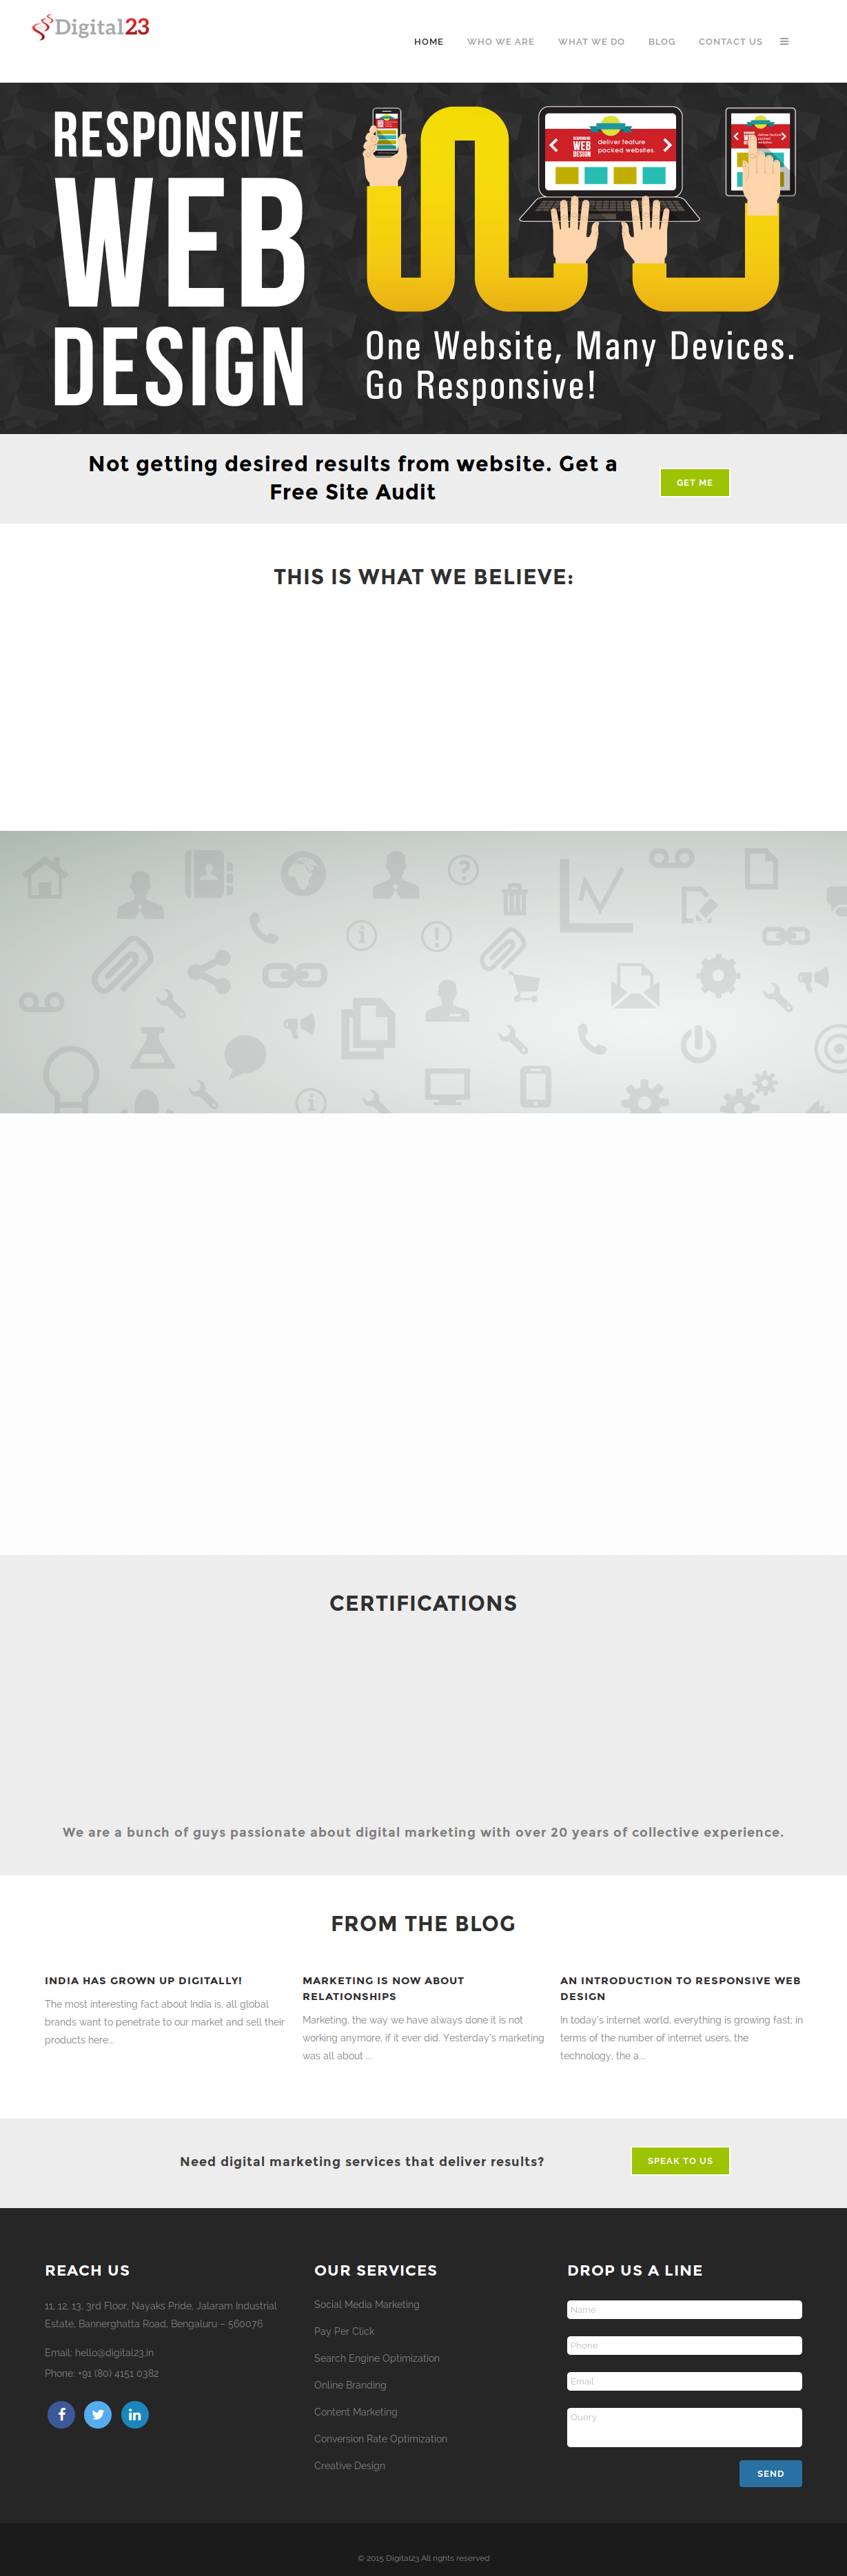 Digital23
HOME WHO WE ARE WHAT WE DO BLOG CONTACT US
RESPONSIVE
WEB
DESIGN
RESPONSIVE
WEB
DESIGN
deliver feature
packed websites.
WEB
DESIGN
deliver feature
packed
websites.
One Website, Many Devices.
Go Responsive!
Not getting desired results from website. Get a
Free Site Audit
GET ME
THIS IS WHAT WE BELIEVE:
CERTIFICATIONS
We are a bunch of guys passionate about digital marketing with over 20 years of collective experience.
FROM THE BLOG
INDIA HAS GROWN UP DIGITALLY!
The most interesting fact about India is, all global
brands want to penetrate to our market and sell their
products here...
MARKETING IS NOW ABOUT
RELATIONSHIPS
Marketing, the way we have always done it is not
working anymore, if it ever did. Yesterday's marketing
was all about ...
AN INTRODUCTION TO RESPONSIVE WEB
DESIGN
In today's internet world, everything is growing fast; in
terms of the number of internet users, the
technology, the a...
Need digital marketing services that deliver results?
SPEAK TO US
REACH US
11, 12, 13, 3rd Floor, Nayaks Pride, Jalaram Industrial
Estate, Bannerghatta Road, Bengaluru – 560076
Email: hello@digital23.in
Phone: +91 (80) 4151 0382
OUR SERVICES
Social Media Marketing
Pay Per Click
Search Engine Optimization
Online Branding
Content Marketing
Conversion Rate Optimization
Creative Design
DROP US A LINE
Name
Phone
Email
Query
SEND
© 2015 Digital23 All rights reserved